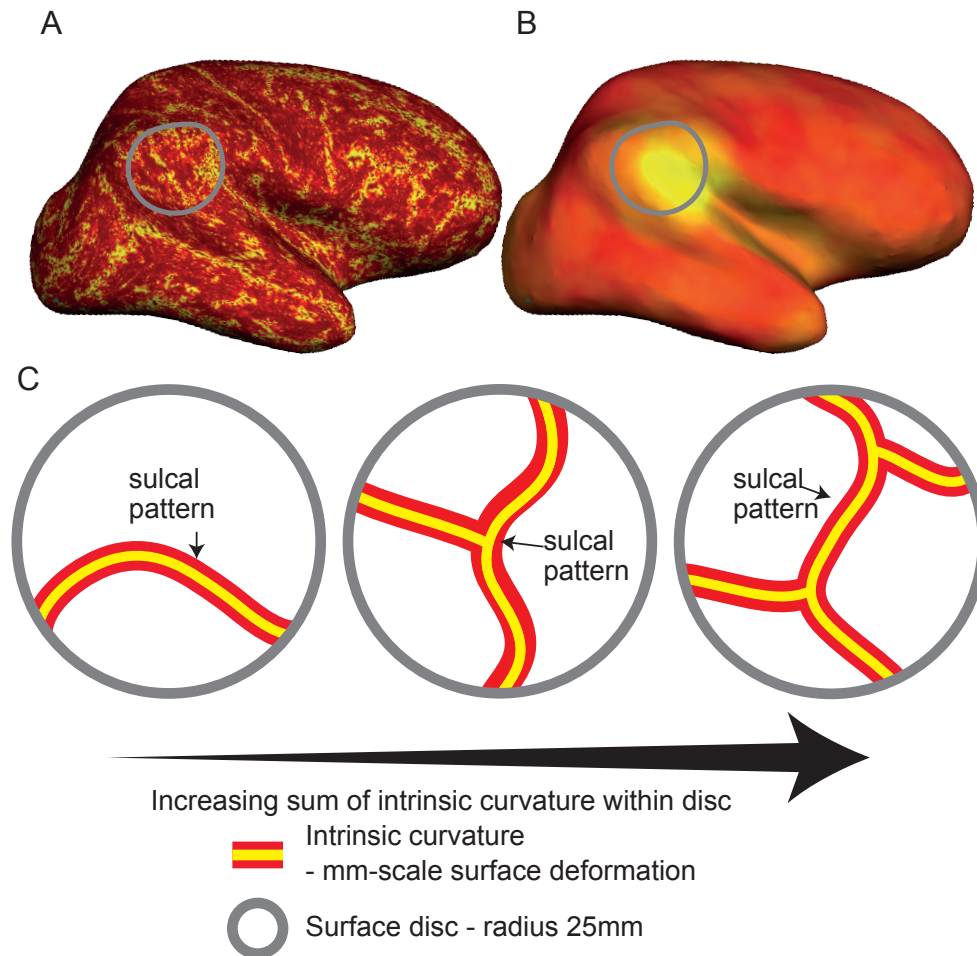 A
B
C
sulcal
pattern
sulcal
pattern
sulcal
pattern
Increasing sum of intrinsic curvature within disc
Intrinsic curvature
- mm-scale surface deformation
Surface disc - radius 25mm